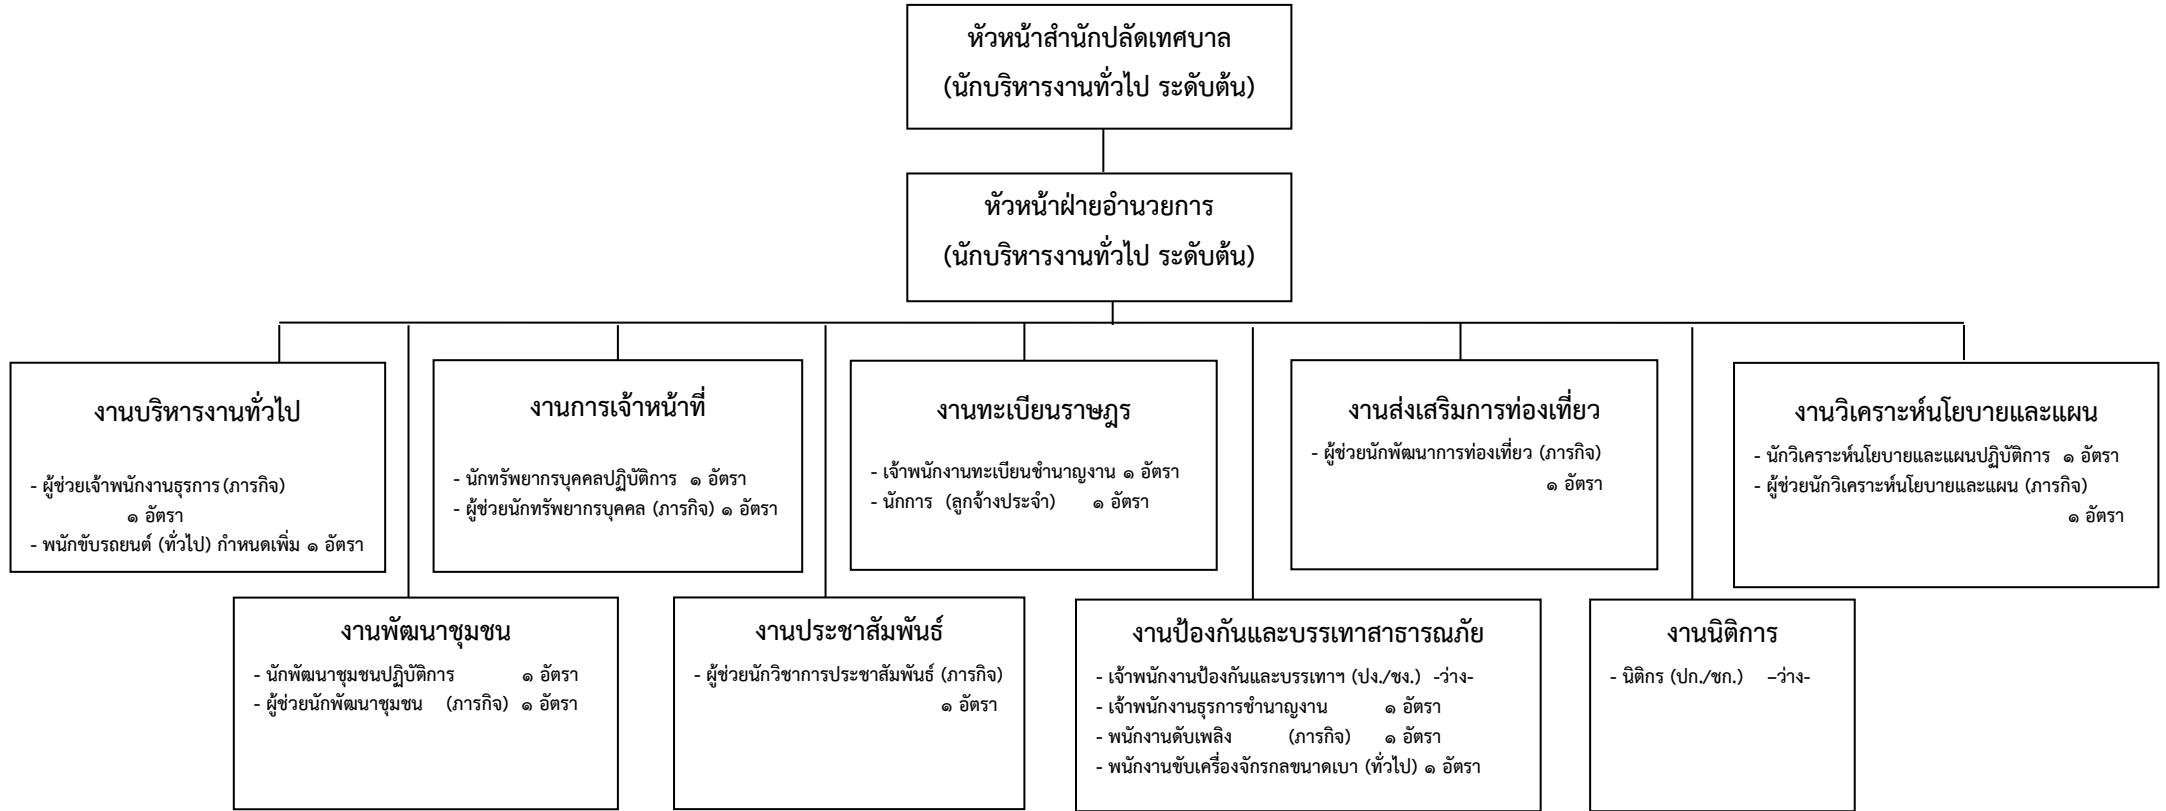 หัวหน้าสำนักปลัดเทศบาล
(นักบริหารงานทั่วไป ระดับต้น)
หัวหน้าฝ่ายอำนวยการ
(นักบริหารงานทั่วไป ระดับต้น)
งานบริหารงานทั่วไป
- ผู้ช่วยเจ้าพนักงานธุรการ (ภารกิจ)
๑ อัตรา
- พนักขับรถยนต์ (ทั่วไป) กำหนดเพิ่ม ๑ อัตรา
งานการเจ้าหน้าที่
- นักทรัพยากรบุคคลปฏิบัติการ ๑ อัตรา
- ผู้ช่วยนักทรัพยากรบุคคล (ภารกิจ) ๑ อัตรา
งานทะเบียนราษฎร
- เจ้าพนักงานทะเบียนชำนาญงาน ๑ อัตรา
- นักการ (ลูกจ้างประจำ) ๑ อัตรา
งานส่งเสริมการท่องเที่ยว
- ผู้ช่วยนักพัฒนาการท่องเที่ยว (ภารกิจ)
๑ อัตรา
งานวิเคราะห์นโยบายและแผน
- นักวิเคราะห์นโยบายและแผนปฏิบัติการ ๑ อัตรา
- ผู้ช่วยนักวิเคราะห์นโยบายและแผน (ภารกิจ)
๑ อัตรา
งานพัฒนาชุมชน
- นักพัฒนาชุมชนปฏิบัติการ ๑ อัตรา
- ผู้ช่วยนักพัฒนาชุมชน (ภารกิจ) ๑ อัตรา
งานประชาสัมพันธ์
- ผู้ช่วยนักวิชาการประชาสัมพันธ์ (ภารกิจ)
๑ อัตรา
งานป้องกันและบรรเทาสาธารณภัย
- เจ้าพนักงานป้องกันและบรรเทาฯ (ปง./ชง.) -ว่าง-
- เจ้าพนักงานธุรการชำนาญงาน ๑ อัตรา
- พนักงานดับเพลิง (ภารกิจ) ๑ อัตรา
- พนักงานขับเครื่องจักรกลขนาดเบา (ทั่วไป) ๑ อัตรา
งานนิติการ
- นิติกร (ปก./ชก.) –ว่าง-